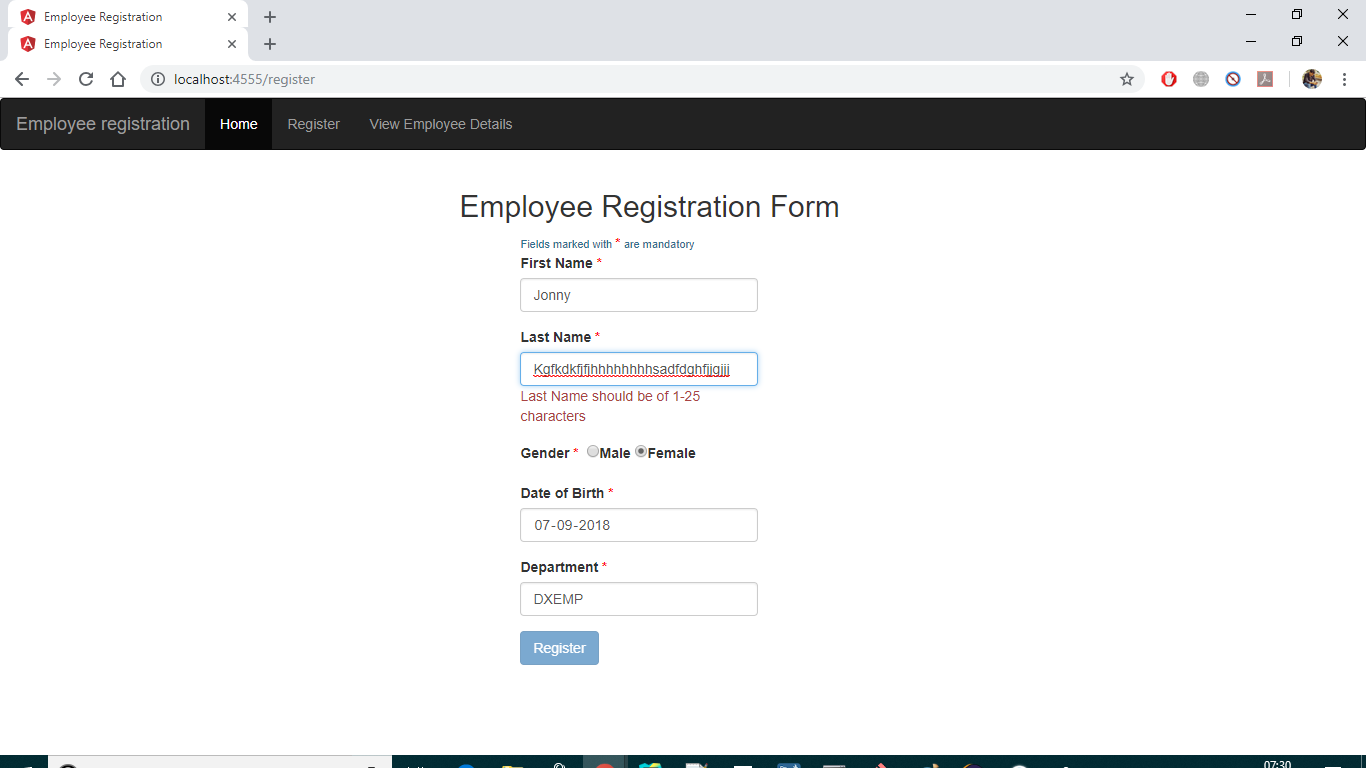 Employee Registration
Employee Registration
localhost:4555/register
Employee registration Home Register View Employee Details
Employee Registration Form
Fields marked with * are mandatory
First Name *
Jonny
Last Name *
Last Name should be of 1-25
characters
Gender * Male Female
Date of Birth *
07-09-2018
Department *
DXEMP
Register
07:30